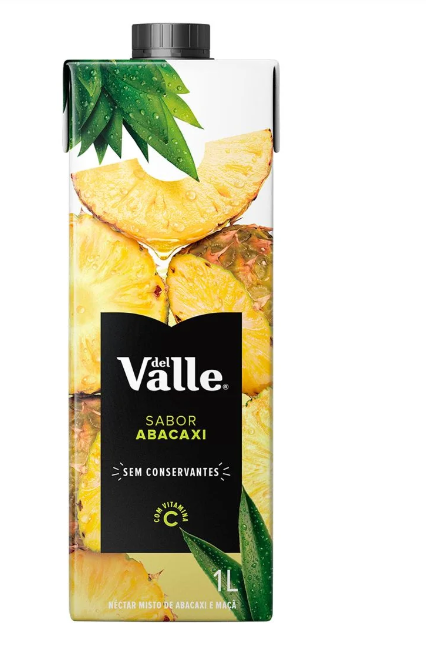 del
Valle®
SABOR
ABACAXI
SEM CONSERVANTES
COM VITAMINA
C
1L
NÉCTAR MISTO DE ABACAXI E MAÇÃ